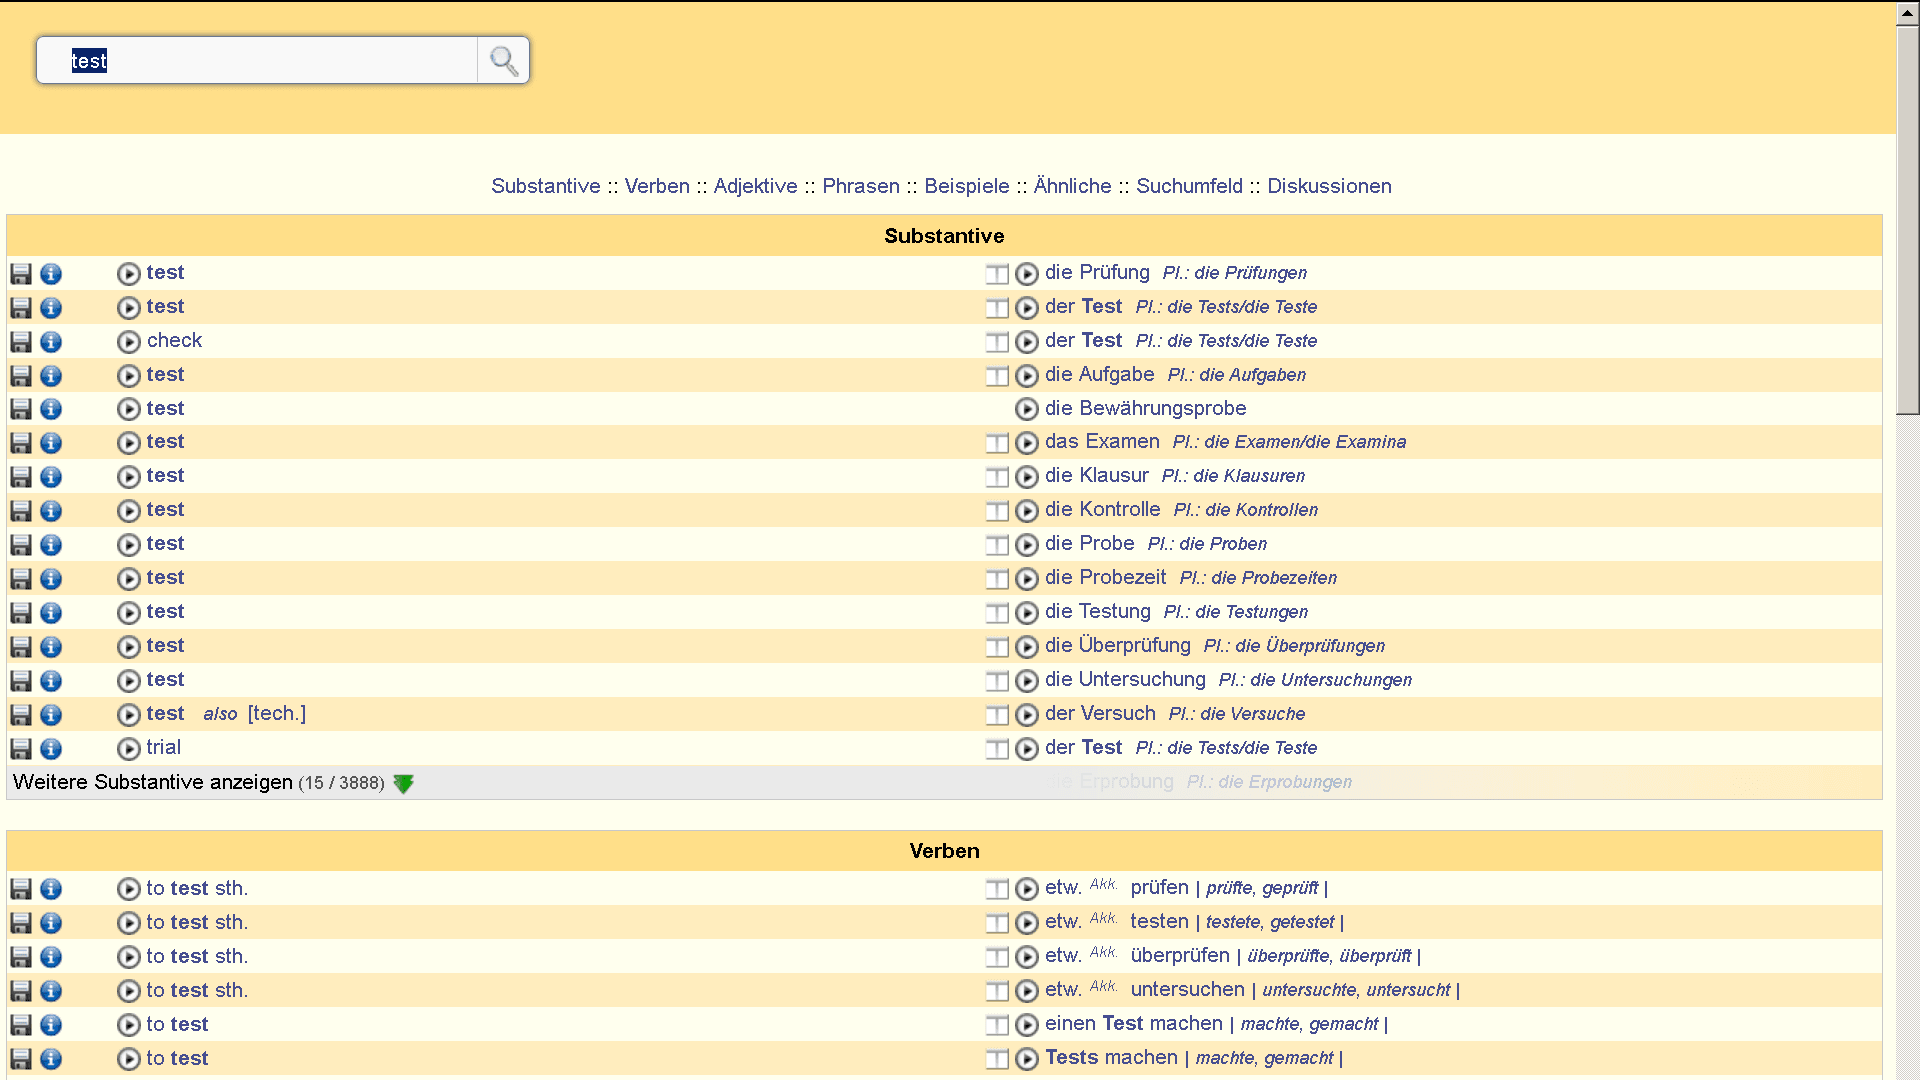 test
Substantive :: Verben :: Adjektive :: Phrasen :: Beispiele :: Ähnliche :: Suchumfeld :: Diskussionen
Substantive
test die Prüfung Pl.: die Prüfungen
test der Test Pl.: die Tests/die Teste
check der Test Pl.: die Tests/die Teste
test die Aufgabe Pl.: die Aufgaben
test die Bewährungsprobe
test das Examen Pl.: die Examen/die Examina
test die Klausur Pl.: die Klausuren
test die Kontrolle Pl.: die Kontrollen
test die Probe Pl.: die Proben
test die Probezeit Pl.: die Probezeiten
test die Testung Pl.: die Testungen
test die Überprüfung Pl.: die Überprüfungen
test die Untersuchung Pl.: die Untersuchungen
test also [tech.] der Versuch Pl.: die Versuche
trial der Test Pl.: die Tests/die Teste
Weitere Substantive anzeigen (15 / 3888) die Erprobung Pl.: die Erprobungen
Verben
to test sth. etw. Akk. prüfen | prüfte, geprüft |
to test sth. etw. Akk. testen | testete, getestet |
to test sth. etw. Akk. überprüfen | überprüfte, überprüft |
to test sth. etw. Akk. untersuchen | untersuchte, untersucht |
to test einen Test machen | machte, gemacht |
to test Tests machen | machte, gemacht |